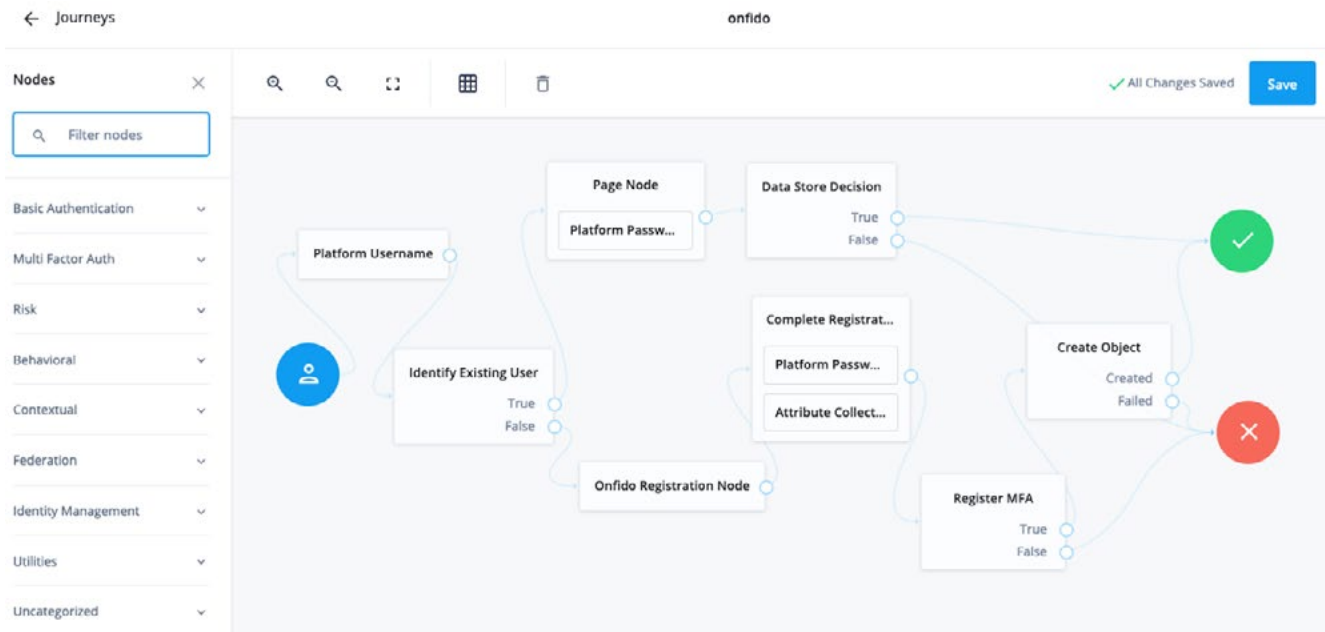 Journeys
onfido
Nodes
Filter nodes
Basic Authentication
Multi Factor Auth
Risk
Behavioral
Contextual
Federation
Identity Management
Utilities
Uncategorized
All Changes Saved
Save
Platform Username
Identify Existing User
True
False
Page Node
Platform Passw...
Data Store Decision
True
False
Onfido Registration Node
Complete Registrat...
Platform Passw...
Attribute Collect...
Register MFA
True
False
Create Object
Created
Failed